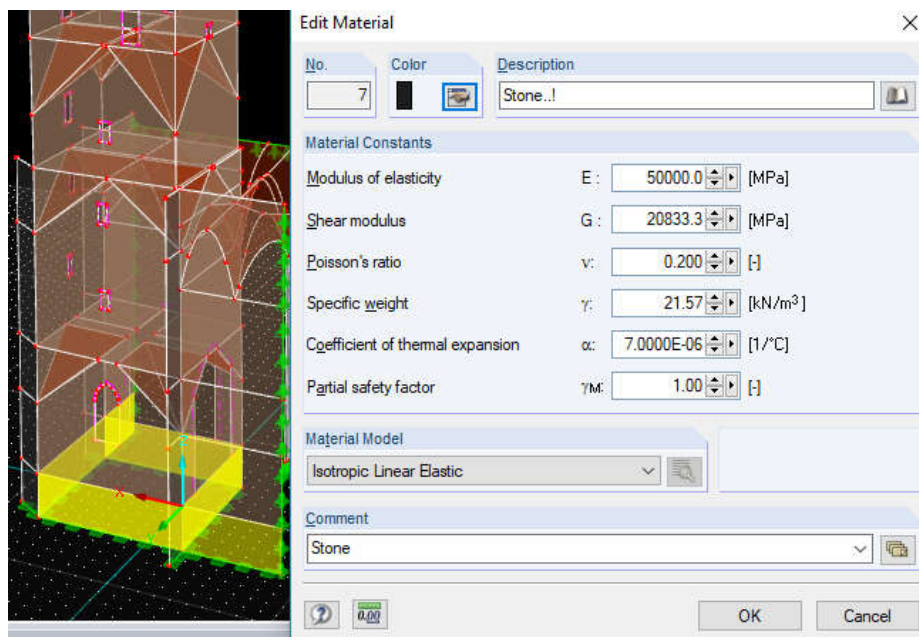 Edit Material
No. Color Description
7 Stone..!
Material Constants
Modulus of elasticity E : 50000.0 [MPa]
Shear modulus G : 20833.3 [MPa]
Poisson's ratio ν: 0.200 [-]
Specific weight γ: 21.57 [kN/m³]
Coefficient of thermal expansion α: 7.0000E-06 [1/°C]
Partial safety factor γM: 1.00 [-]
Material Model
Isotropic Linear Elastic
Comment
Stone
0.00 OK Cancel
X